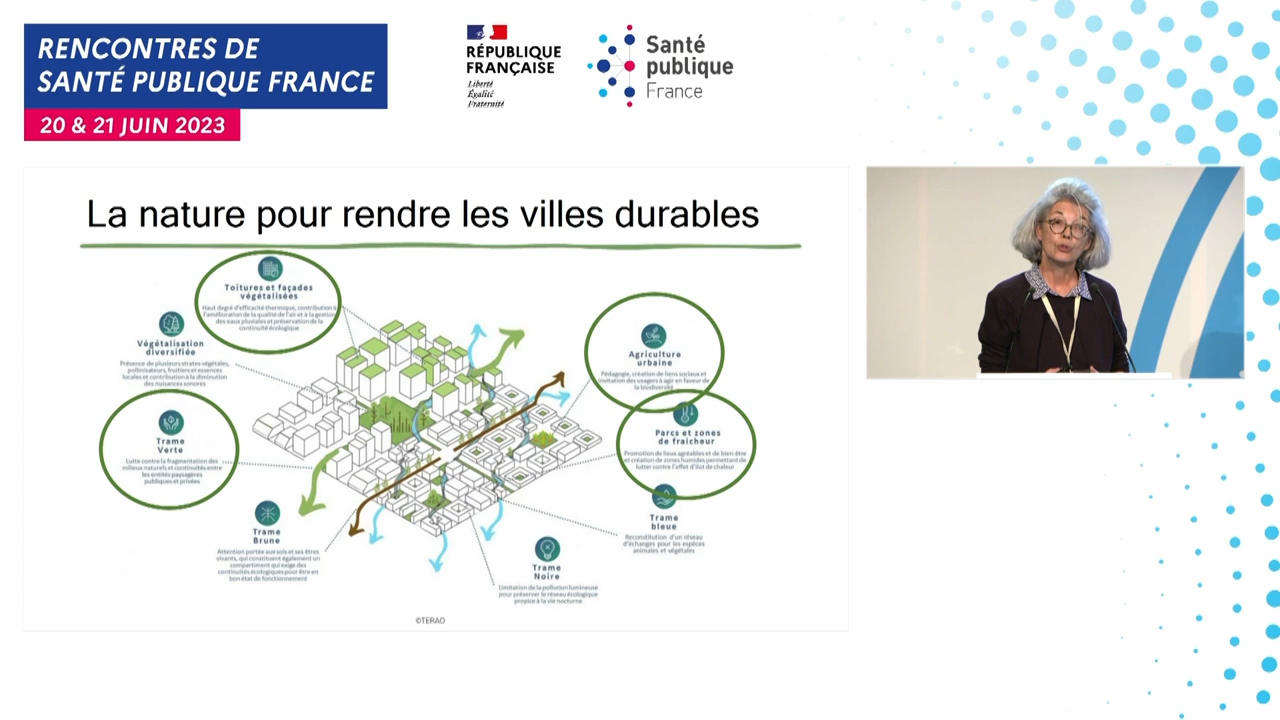 RENCONTRES DE
SANTÉ PUBLIQUE FRANCE
20 & 21 JUIN 2023
RÉPUBLIQUE
FRANÇAISE
Liberté
Égalité
Fraternité
Santé
publique
France
La nature pour rendre les villes durables
Toitures et façades
végétalisées
Haut degré d'efficacité thermique, contribution à
l'amélioration de la qualité de l'air et à la gestion
des eaux pluviales et préservation de la
continuité écologique
Végétalisation
diversifiée
Présence de plusieurs strates végétales,
pollinisateurs, fruitiers et essences
locales et contribution à la diminution
des nuisances sonores
Agriculture
urbaine
Pédagogie, création de liens sociaux et
invitation des usagers à agir en faveur de
la biodiversité
Trame
Verte
Lutte contre la fragmentation des
milieux naturels et continuités entre
les entités paysagères
publiques et privées
Parcs et zones
de fraicheur
Promotion de lieux agréables et de bien être
et création de zones humides permettant de
lutter contre l'effet d'îlot de chaleur
Trame
Brune
Attention portée aux sols et ses êtres
vivants, qui constituent également un
compartiment qui exige des
continuités écologiques pour être en
bon état de fonctionnement
Trame
bleue
Reconstitution d'un réseau
d'échanges pour les espèces
animales et végétales
Trame
Noire
Limitation de la pollution lumineuse
pour préserver le réseau écologique
propice à la vie nocturne
©TERAO